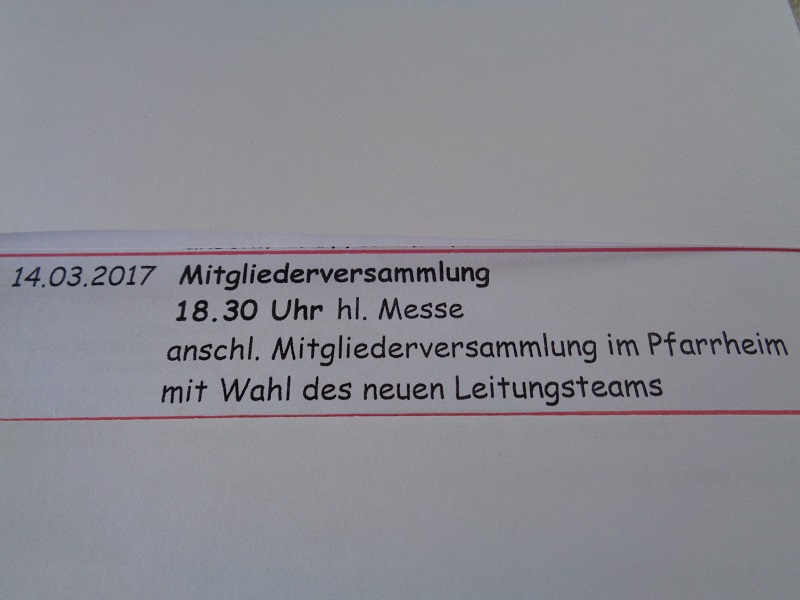 14.03.2017 Mitgliederversammlung
18.30 Uhr hl. Messe
anschl. Mitgliederversammlung im Pfarrheim
mit Wahl des neuen Leitungsteams